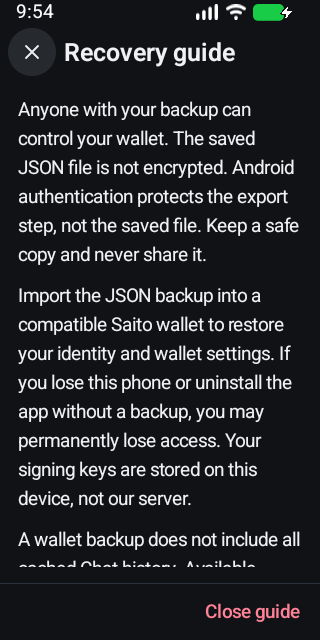 9:54
Recovery guide
Anyone with your backup can
control your wallet. The saved
JSON file is not encrypted. Android
authentication protects the export
step, not the saved file. Keep a safe
copy and never share it.
Import the JSON backup into a
compatible Saito wallet to restore
your identity and wallet settings. If
you lose this phone or uninstall the
app without a backup, you may
permanently lose access. Your
signing keys are stored on this
device, not our server.
A wallet backup does not include all
cached Chat history. Available
Close guide